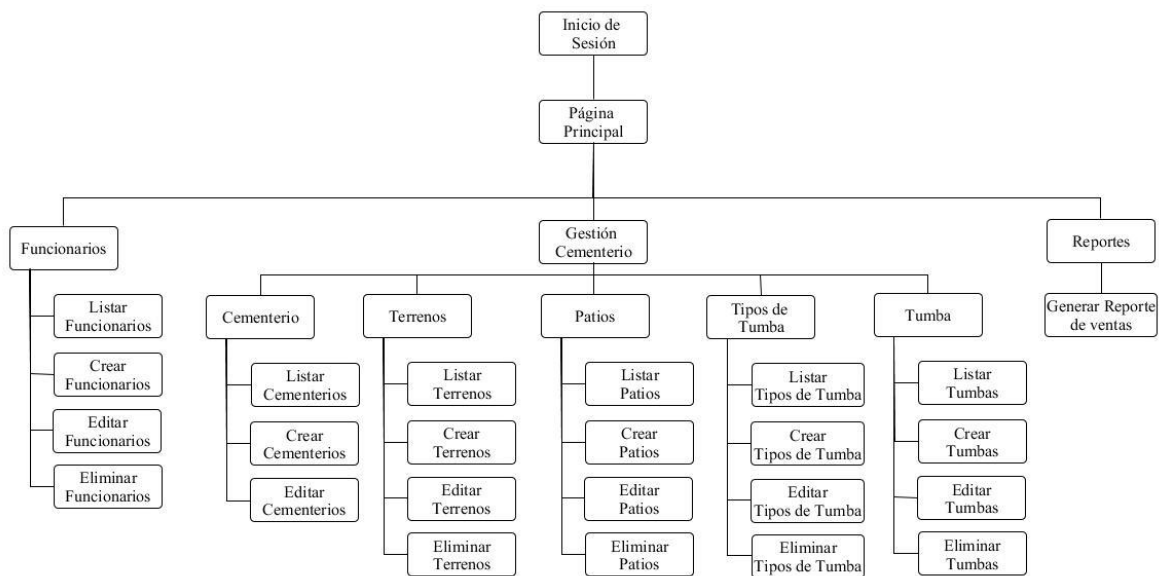 Inicio de
Sesión
Página
Principal
Funcionarios
Gestión
Cementerio
Reportes
Listar
Funcionarios
Crear
Funcionarios
Editar
Funcionarios
Eliminar
Funcionarios
Cementerio
Listar
Cementerios
Crear
Cementerios
Editar
Cementerios
Terrenos
Listar
Terrenos
Crear
Terrenos
Editar
Terrenos
Eliminar
Terrenos
Patios
Listar
Patios
Crear
Patios
Editar
Patios
Eliminar
Patios
Tipos de
Tumba
Listar
Tipos de Tumba
Crear
Tipos de Tumba
Editar
Tipos de Tumba
Eliminar
Tipos de Tumba
Tumba
Listar
Tumbas
Crear
Tumbas
Editar
Tumbas
Eliminar
Tumbas
Generar Reporte
de ventas